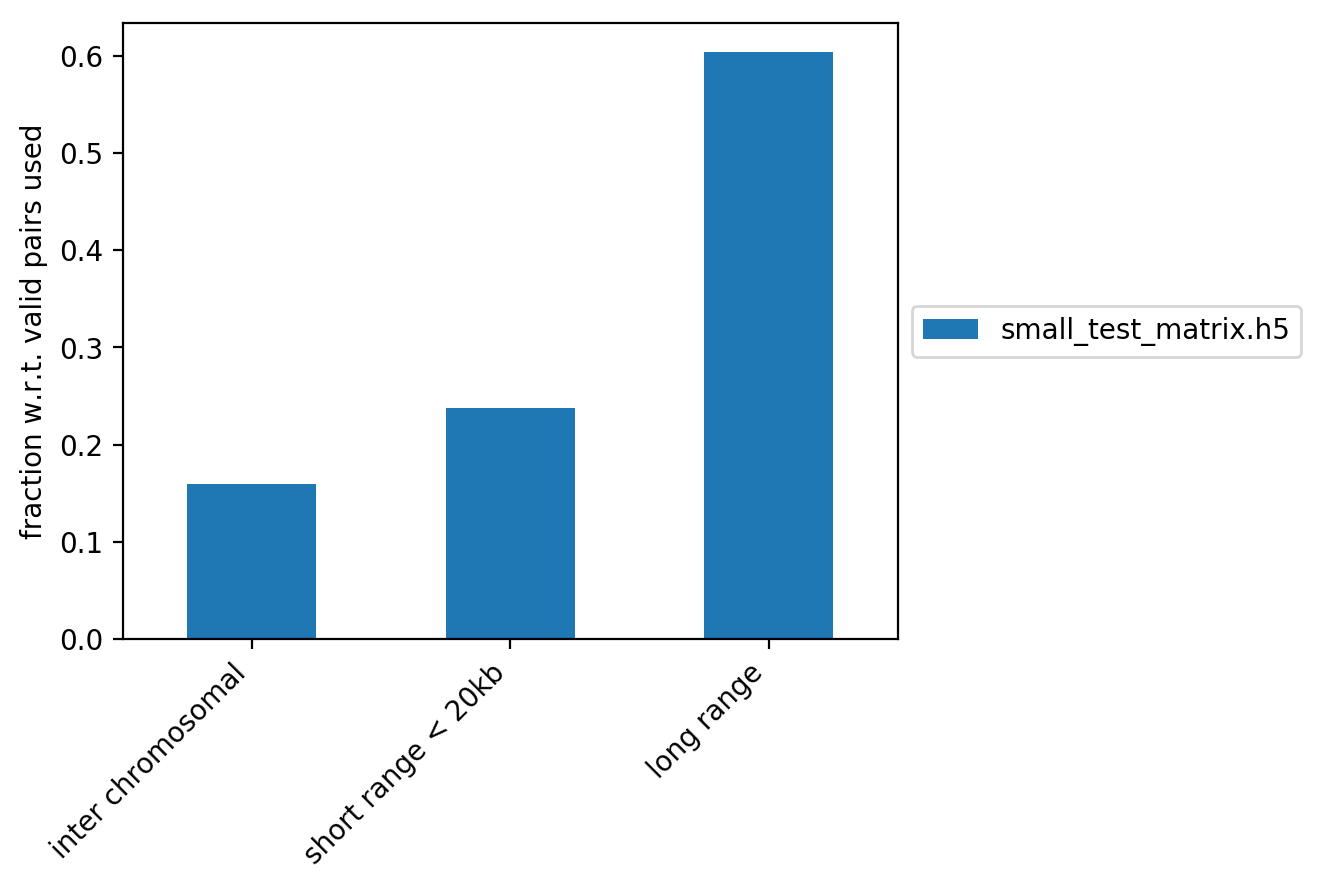 fraction w.r.t. valid pairs used
0.6
0.5
0.4
0.3
0.2
0.1
0.0
inter chromosomal
short range < 20kb
long range
small_test_matrix.h5